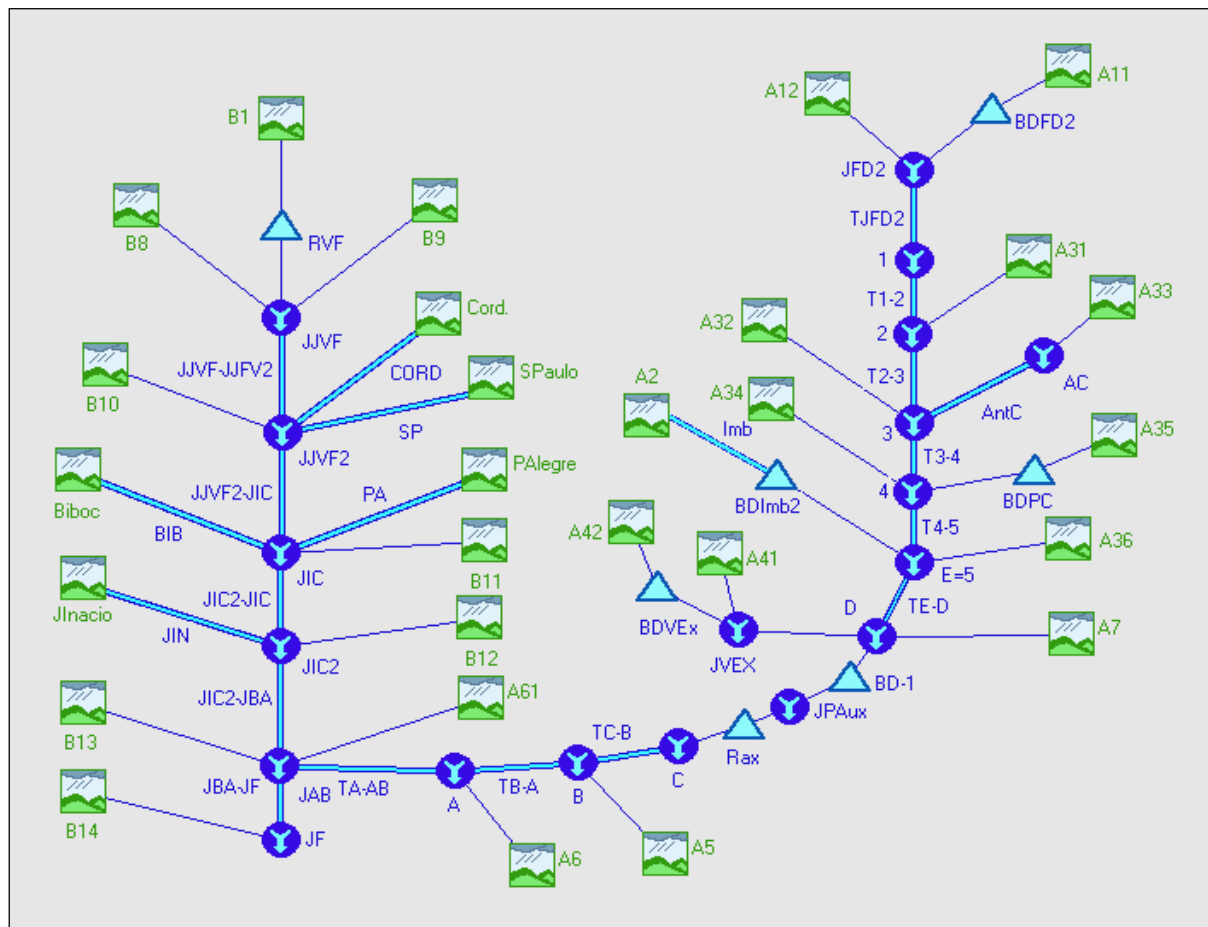 B1
B8
RVF
B9
JJVF
Cord.
JJVF-JJFV2
CORD
SPaulo
B10
SP
JJVF2
PAlegre
JJVF2-JIC
PA
Biboc
BIB
JIC
B11
JInacio
JIC2-JIC
JIN
JIC2
B12
JIC2-JBA
A61
B13
JBA-JF
JAB
TA-AB
B14
JF
A
TB-A
B
TC-B
C
A6
A5
Rax
JPAux
BD-1
A12
A11
BDFD2
JFD2
TJFD2
1
A31
T1-2
A33
A32
2
T2-3
AC
A2
A34
Imb
3
AntC
A35
T3-4
4
BDPC
BDImb2
A42
T4-5
A36
A41
E=5
D
TE-D
BDVEx
JVEX
A7